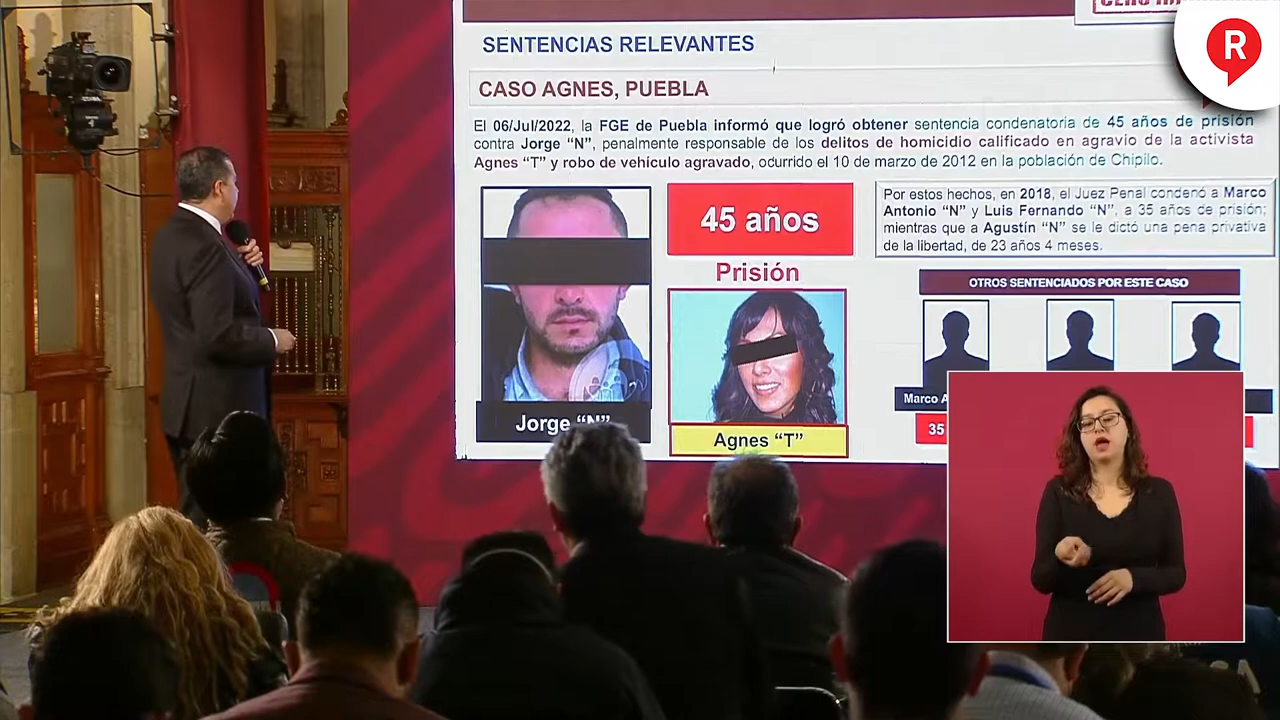 R
SENTENCIAS RELEVANTES
CASO AGNES, PUEBLA
El 06/Jul/2022, la FGE de Puebla informó que logró obtener sentencia condenatoria de 45 años de prisión
contra Jorge “N”, penalmente responsable de los delitos de homicidio calificado en agravio de la activista
Agnes “T” y robo de vehículo agravado, odurrido el 10 de marzo de 2012 en la población de Chipilo.
45 años
Prisión
Por estos hechos, en 2018, el Juez Penal condenó a Marco
Antonio “N” y Luis Fernando “N”, a 35 años de prisión;
mientras que a Agustín “N” se le dictó una pena privativa
de la libertad, de 23 años 4 meses.
OTROS SENTENCIADOS POR ESTE CASO
Jorge “N”
Agnes “T”
Marco A
35